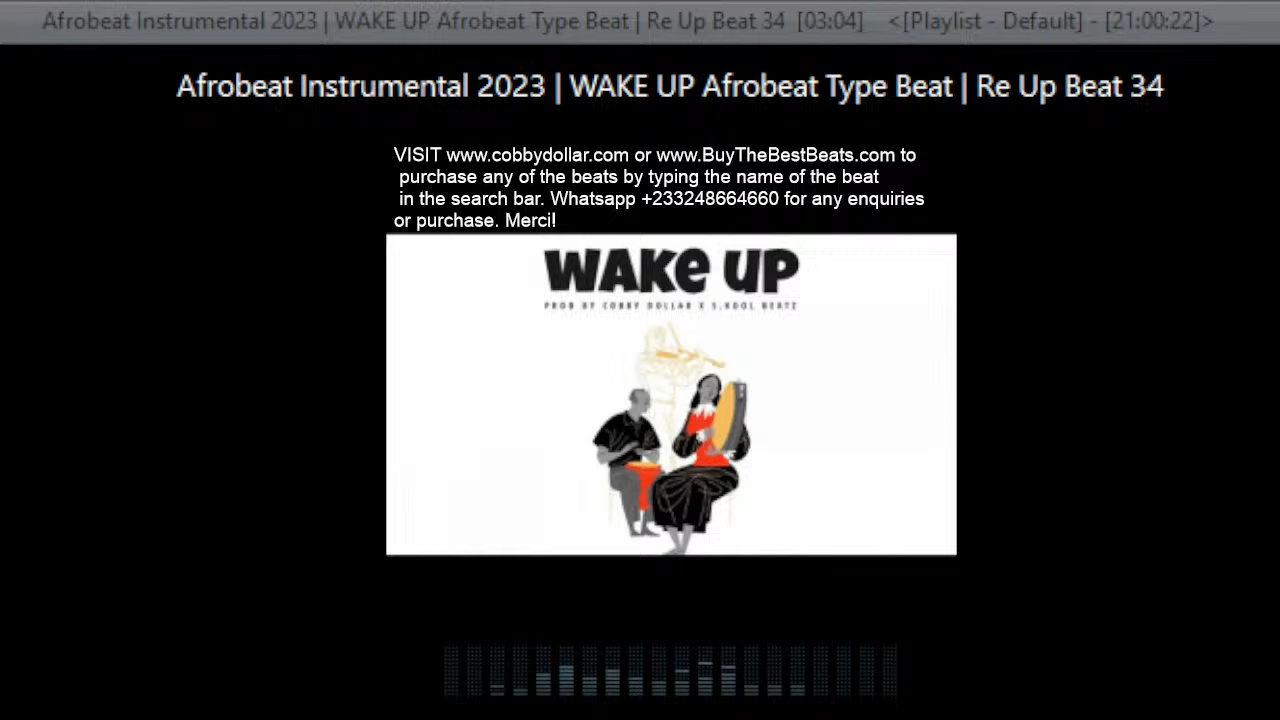 Afrobeat Instrumental 2023 | WAKE UP Afrobeat Type Beat | Re Up Beat 34 [03:04] <[Playlist - Default] - [21:00:22]>
Afrobeat Instrumental 2023 | WAKE UP Afrobeat Type Beat | Re Up Beat 34
VISIT www.cobbydollar.com or www.BuyTheBestBeats.com to
purchase any of the beats by typing the name of the beat
in the search bar. Whatsapp +233248664660 for any enquiries
or purchase. Merci!
WAKE UP
PROD BY COBBY DOLLAR X S.KOOL BEATZ